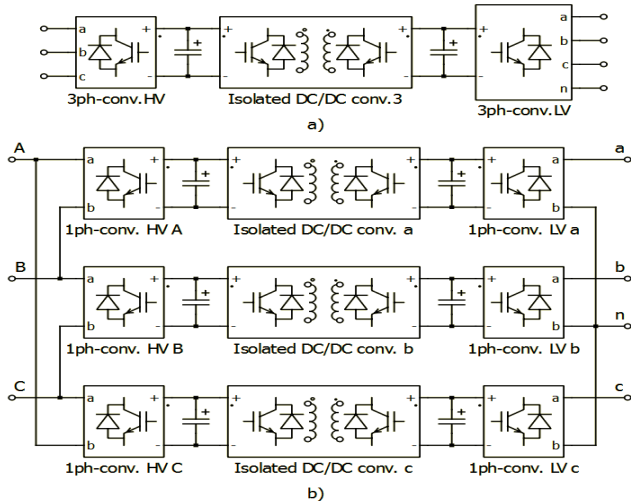 a
b
c
+
-
+
+
-
+
-
+
+
-
+
-
a
b
c
n
3ph-conv.HV
Isolated DC/DC conv.3
3ph-conv.LV
a)
A
a
b
+
-
+
+
-
+
-
+
+
-
a
b
a
1ph-conv. HV A
Isolated DC/DC conv. a
1ph-conv. LV a
B
a
b
+
-
+
+
-
+
-
+
+
-
a
b
b
n
1ph-conv. HV B
Isolated DC/DC conv. b
1ph-conv. LV b
C
a
b
+
-
+
+
-
+
-
+
+
-
a
b
c
1ph-conv. HV C
Isolated DC/DC conv. c
1ph-conv. LV c
b)